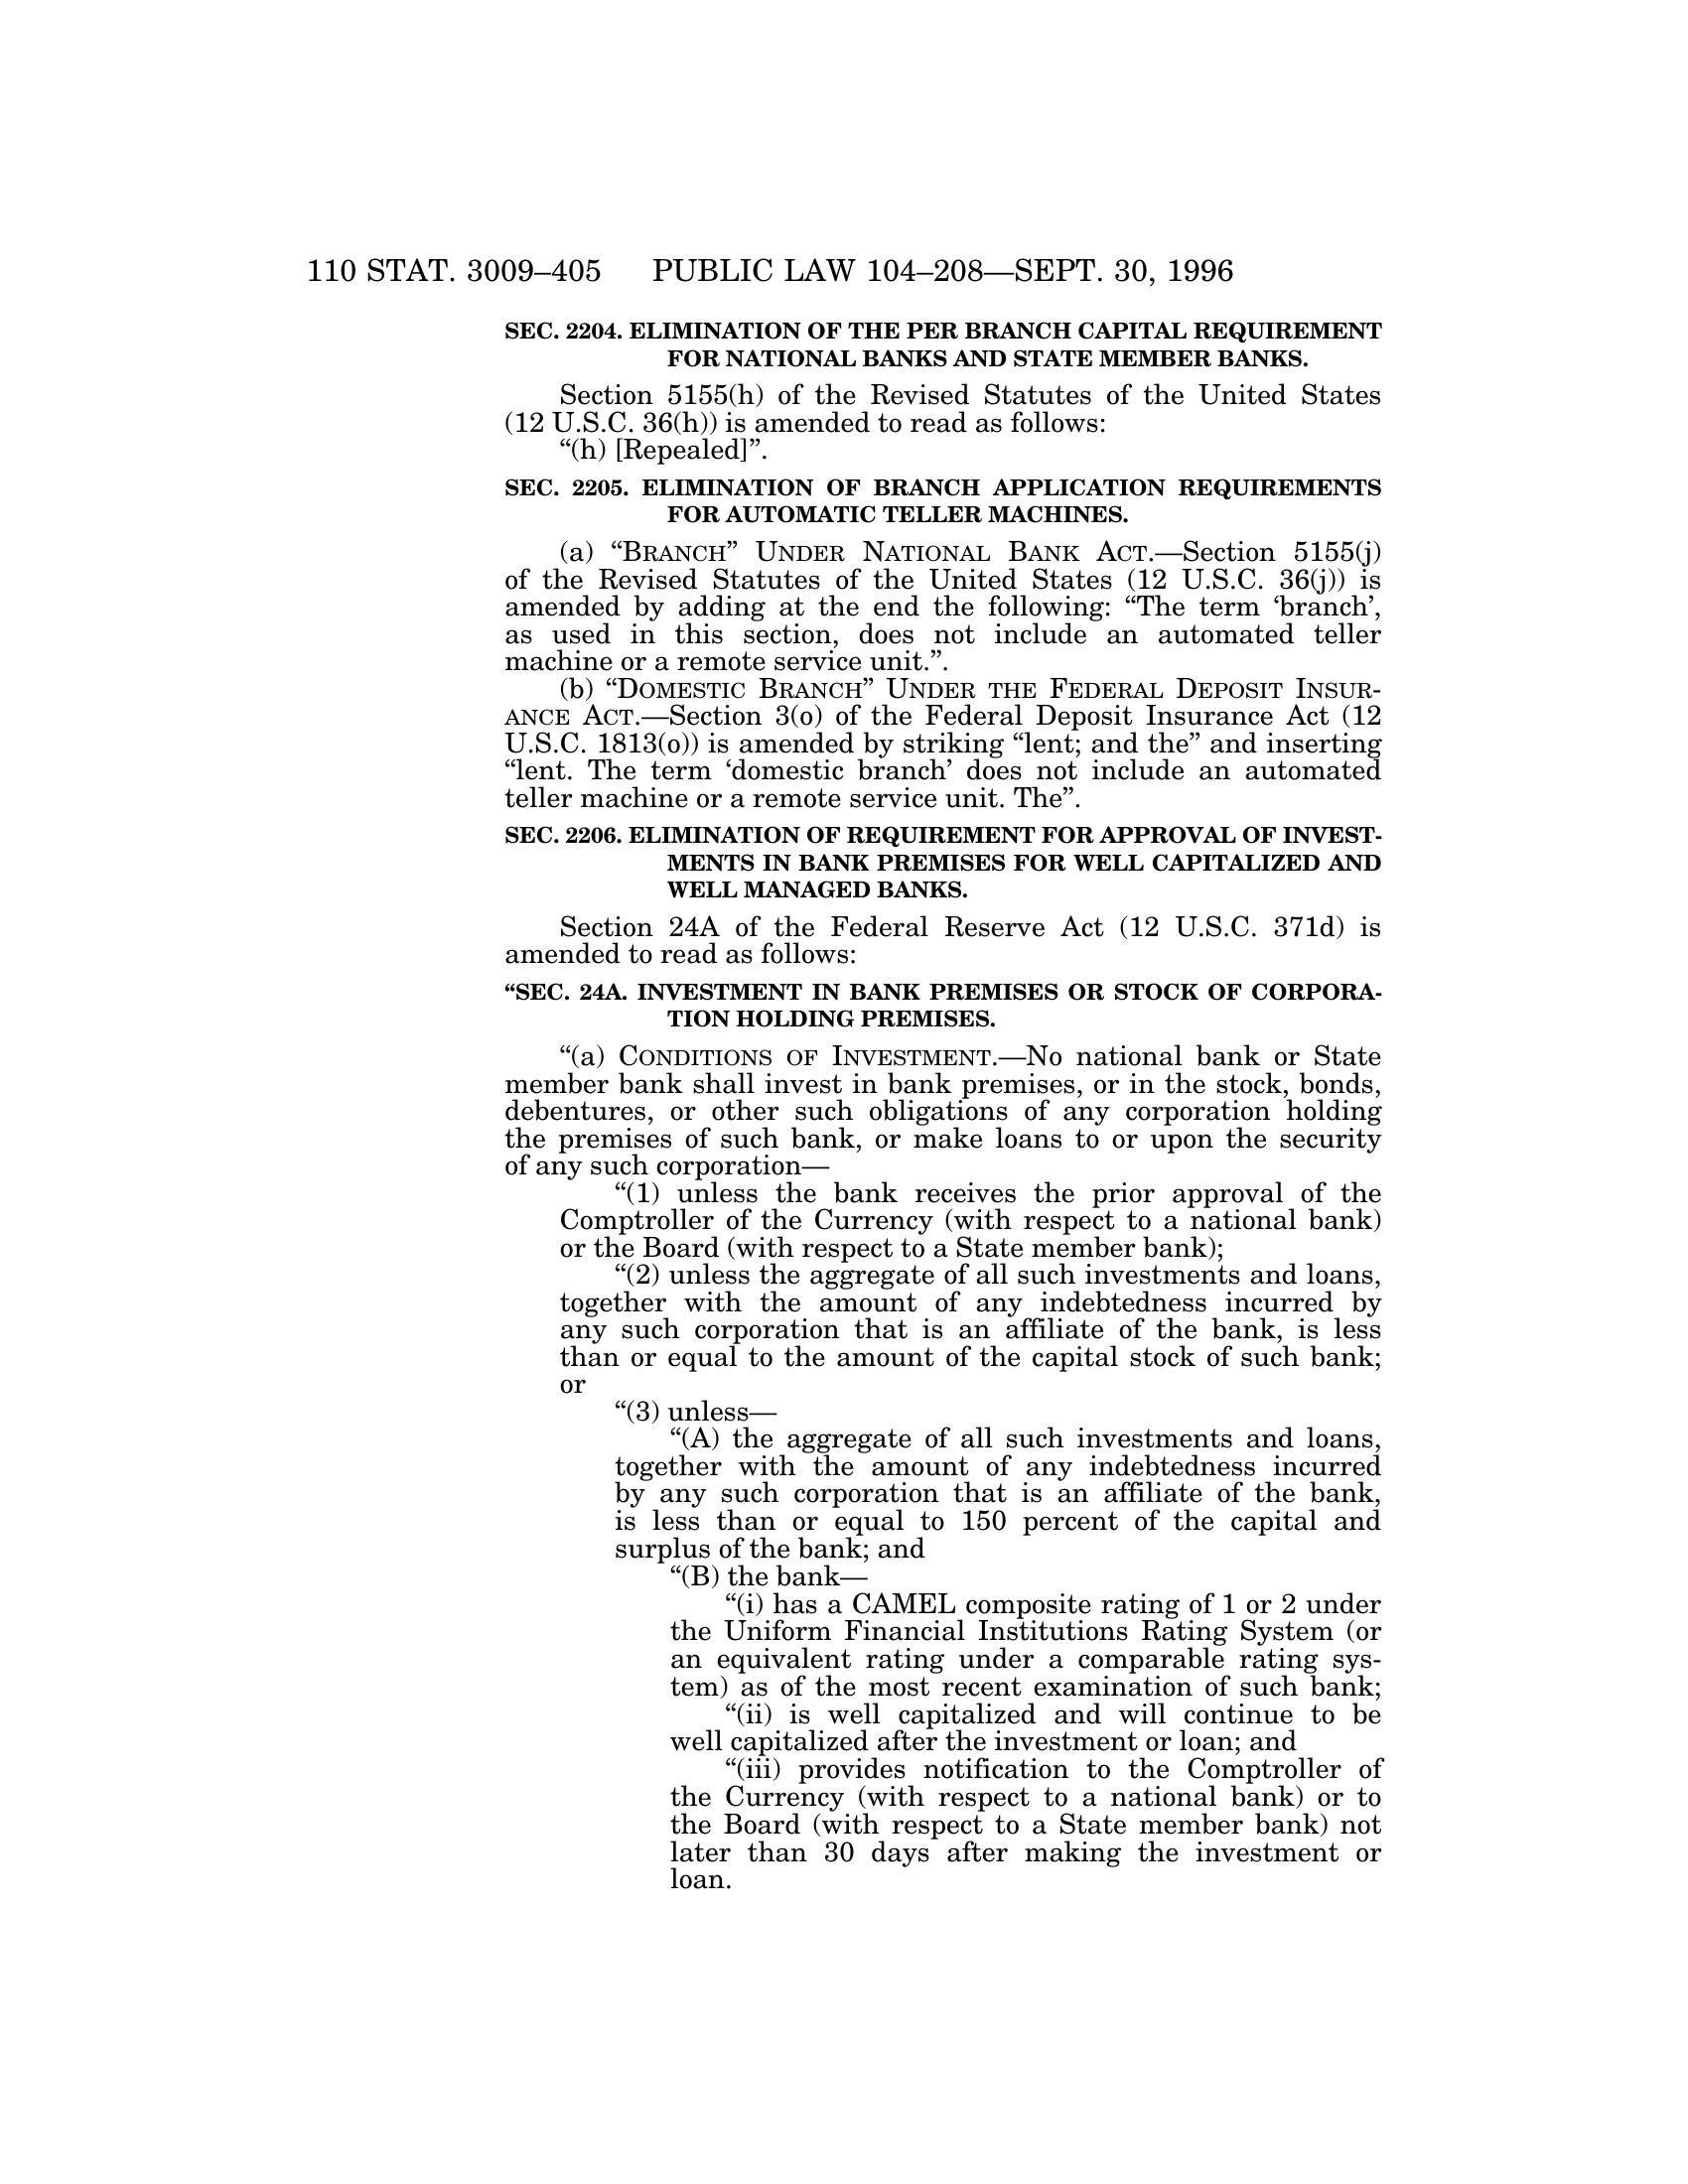 110 STAT. 3009–405 PUBLIC LAW 104–208—SEPT. 30, 1996
SEC. 2204. ELIMINATION OF THE PER BRANCH CAPITAL REQUIREMENT
FOR NATIONAL BANKS AND STATE MEMBER BANKS.
Section 5155(h) of the Revised Statutes of the United States
(12 U.S.C. 36(h)) is amended to read as follows:
“(h) [Repealed]”.
SEC. 2205. ELIMINATION OF BRANCH APPLICATION REQUIREMENTS
FOR AUTOMATIC TELLER MACHINES.
(a) “BRANCH” UNDER NATIONAL BANK ACT.—Section 5155(j)
of the Revised Statutes of the United States (12 U.S.C. 36(j)) is
amended by adding at the end the following: “The term ‘branch’,
as used in this section, does not include an automated teller
machine or a remote service unit.”.
(b) “DOMESTIC BRANCH” UNDER THE FEDERAL DEPOSIT INSUR-
ANCE ACT.—Section 3(o) of the Federal Deposit Insurance Act (12
U.S.C. 1813(o)) is amended by striking “lent; and the” and inserting
“lent. The term ‘domestic branch’ does not include an automated
teller machine or a remote service unit. The”.
SEC. 2206. ELIMINATION OF REQUIREMENT FOR APPROVAL OF INVEST-
MENTS IN BANK PREMISES FOR WELL CAPITALIZED AND
WELL MANAGED BANKS.
Section 24A of the Federal Reserve Act (12 U.S.C. 371d) is
amended to read as follows:
“SEC. 24A. INVESTMENT IN BANK PREMISES OR STOCK OF CORPORA-
TION HOLDING PREMISES.
“(a) CONDITIONS OF INVESTMENT.—No national bank or State
member bank shall invest in bank premises, or in the stock, bonds,
debentures, or other such obligations of any corporation holding
the premises of such bank, or make loans to or upon the security
of any such corporation—
“(1) unless the bank receives the prior approval of the
Comptroller of the Currency (with respect to a national bank)
or the Board (with respect to a State member bank);
“(2) unless the aggregate of all such investments and loans,
together with the amount of any indebtedness incurred by
any such corporation that is an affiliate of the bank, is less
than or equal to the amount of the capital stock of such bank;
or
“(3) unless—
“(A) the aggregate of all such investments and loans,
together with the amount of any indebtedness incurred
by any such corporation that is an affiliate of the bank,
is less than or equal to 150 percent of the capital and
surplus of the bank; and
“(B) the bank—
“(i) has a CAMEL composite rating of 1 or 2 under
the Uniform Financial Institutions Rating System (or
an equivalent rating under a comparable rating sys-
tem) as of the most recent examination of such bank;
“(ii) is well capitalized and will continue to be
well capitalized after the investment or loan; and
“(iii) provides notification to the Comptroller of
the Currency (with respect to a national bank) or to
the Board (with respect to a State member bank) not
later than 30 days after making the investment or
loan.